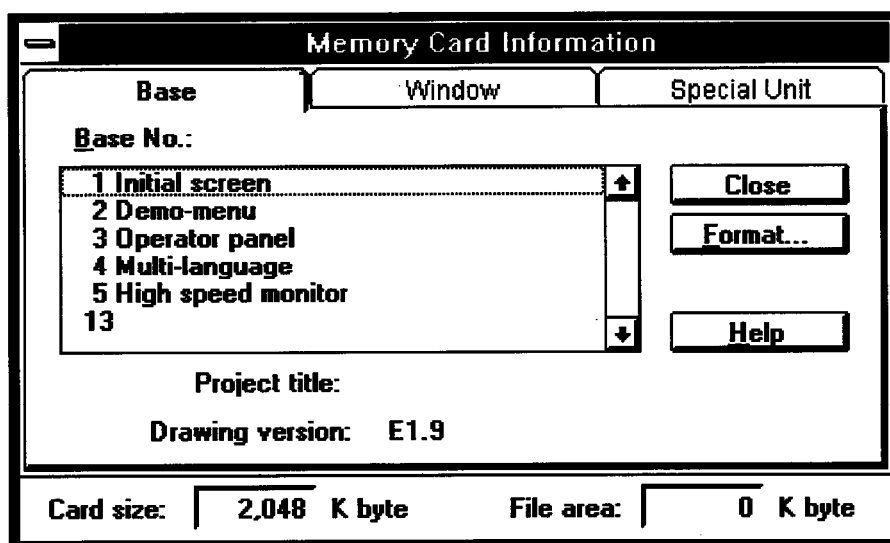 Memory Card Information
Base Window Special Unit
Base No.:
1 Initial screen
2 Demo-menu
3 Operator panel
4 Multi-language
5 High speed monitor
13
Close
Format...
Help
Project title:
Drawing version: E1.9
Card size: 2,048 K byte File area: 0 K byte